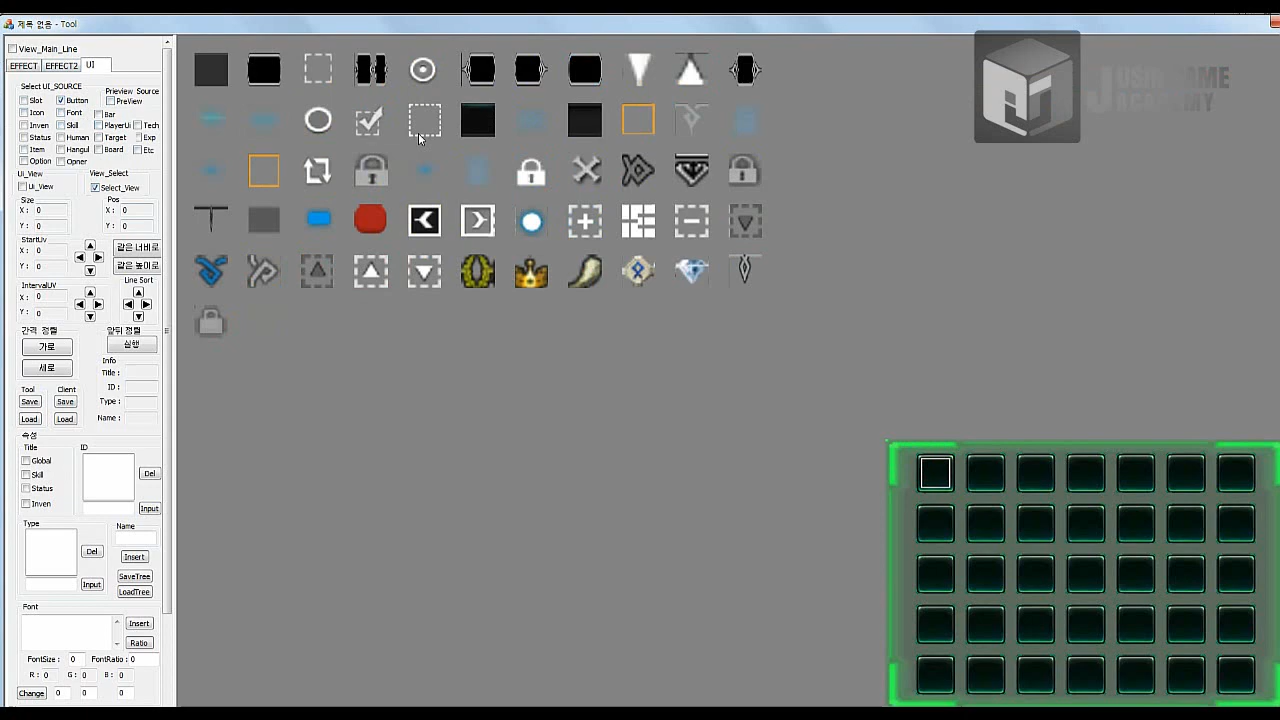 제목 없음 - Tool
View_Main_Line
EFFECT EFFECT2 UI
Select UI_SOURCE
Preview Source
Slot Button PreView
Icon Font Bar
Inven Skill PlayerUi Tech
Status Human Target Exp
Item Hangul Board Etc
Option Opner
Ui_View View_Select
Ui_View Select_View
Size Pos
X : 0 X : 0
Y : 0 Y : 0
StartUv
X : 0 같은 너비로
Y : 0 같은 높이로
IntervalUV Line Sort
X : 0
Y : 0
간격 정렬 앞뒤 정렬
가로 실행
세로 Info
Title :
Tool Client ID :
Save Save Type :
Load Load Name :
속성
Title ID
Global
Skil Del
Status
Inven Input
Type Name
Del Insert
Input SaveTree
LoadTree
Font
Insert
Ratio
FontSize : 0 FontRatio : 0
R : 0 G : 0 B : 0
Change 0 0 0
JUSIN GAME
ACADEMY